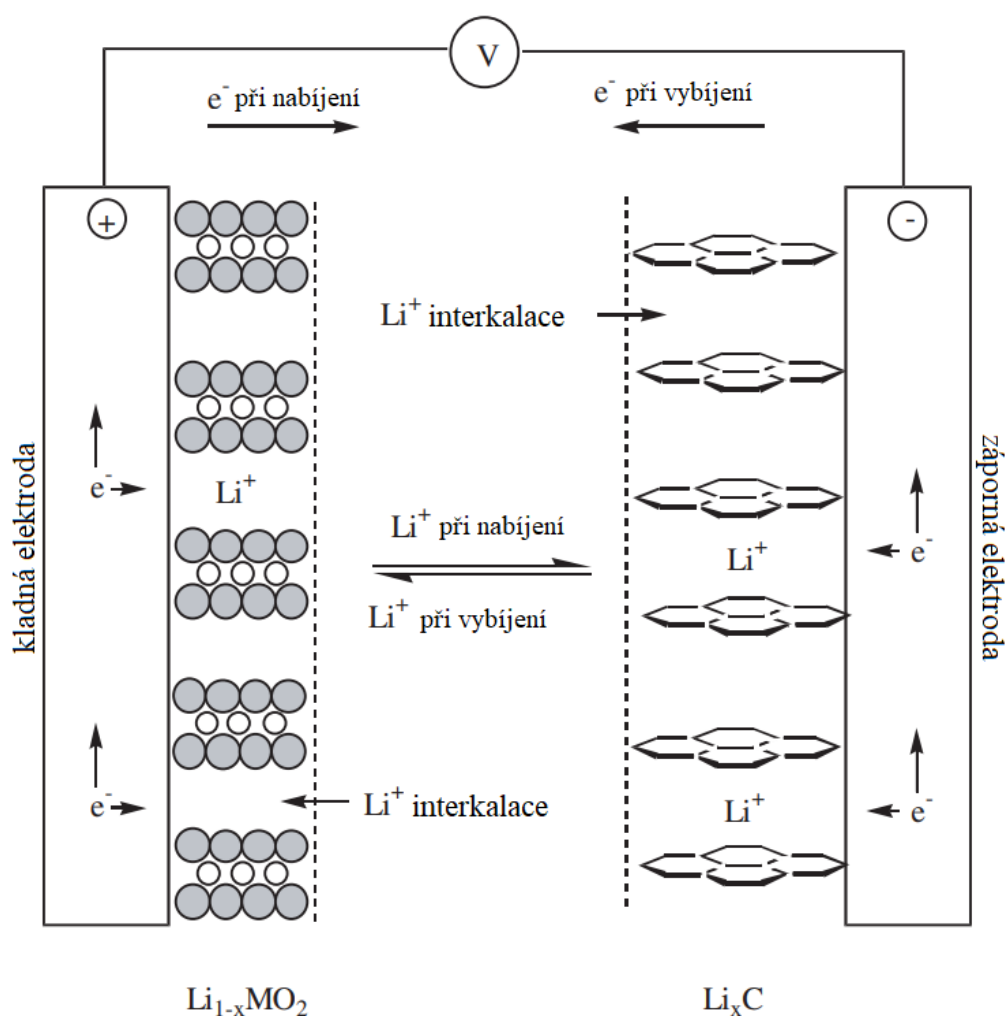 V
e⁻ při nabíjení
e⁻ při vybíjení
+
-
Li⁺ interkalace
kladná elektroda
záporná elektroda
e⁻
Li⁺
Li⁺ při nabíjení
Li⁺
e⁻
Li⁺ při vybíjení
e⁻
Li⁺ interkalace
Li⁺
e⁻
Li₁₋ₓMO₂
LiₓC